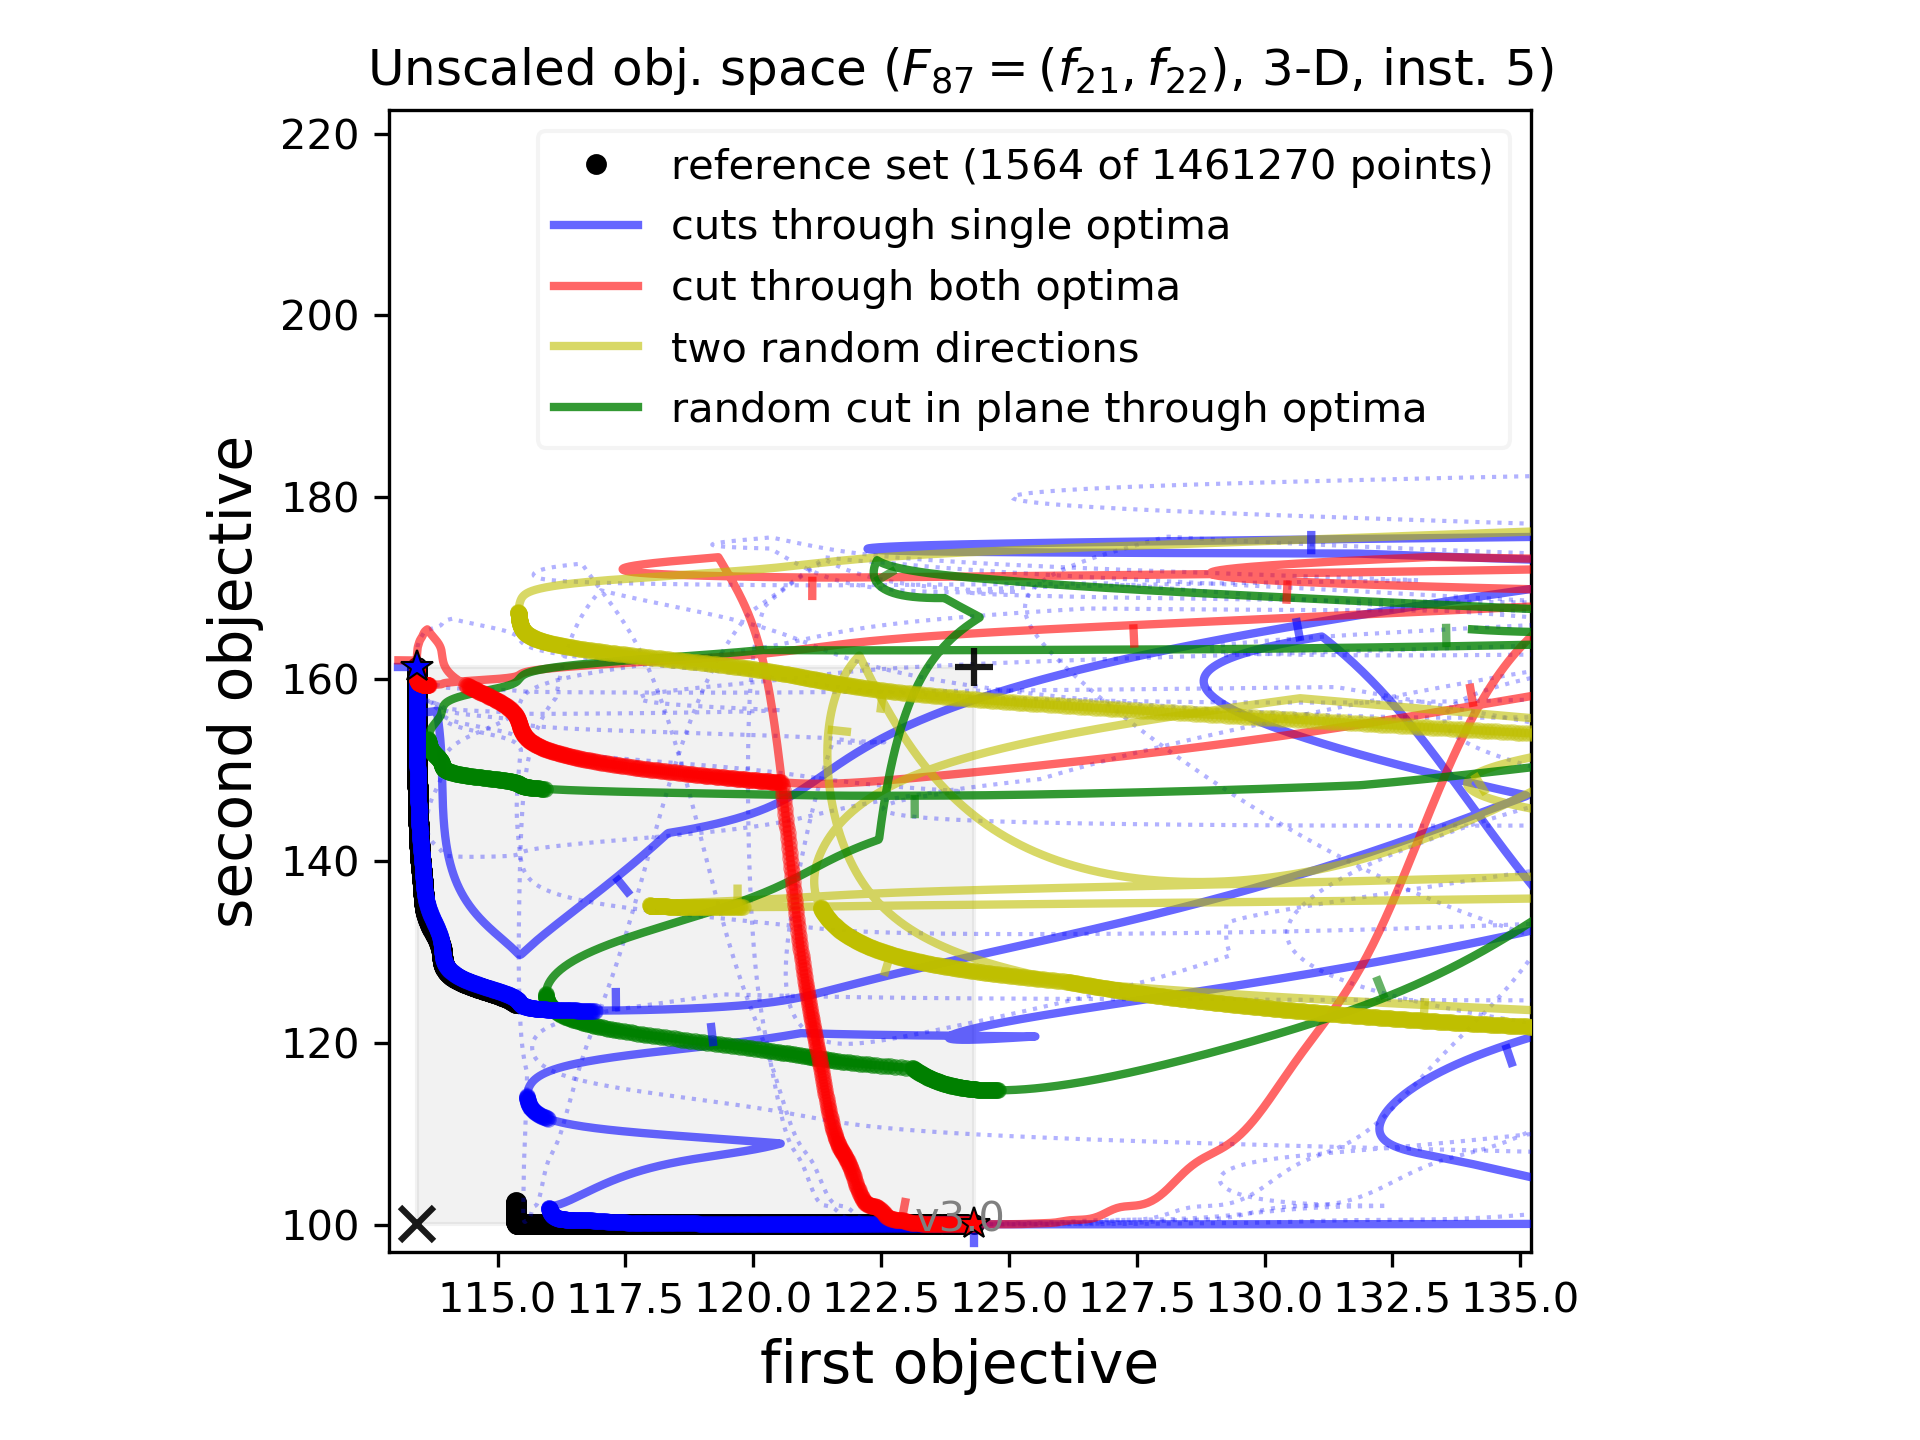 Unscaled obj. space (F₈₇ = (f₂₁, f₂₂), 3-D, inst. 5)
reference set (1564 of 1461270 points)
cuts through single optima
cut through both optima
two random directions
random cut in plane through optima
220
200
180
160
140
120
100
second objective
v3.0
115.0 117.5 120.0 122.5 125.0 127.5 130.0 132.5 135.0
first objective